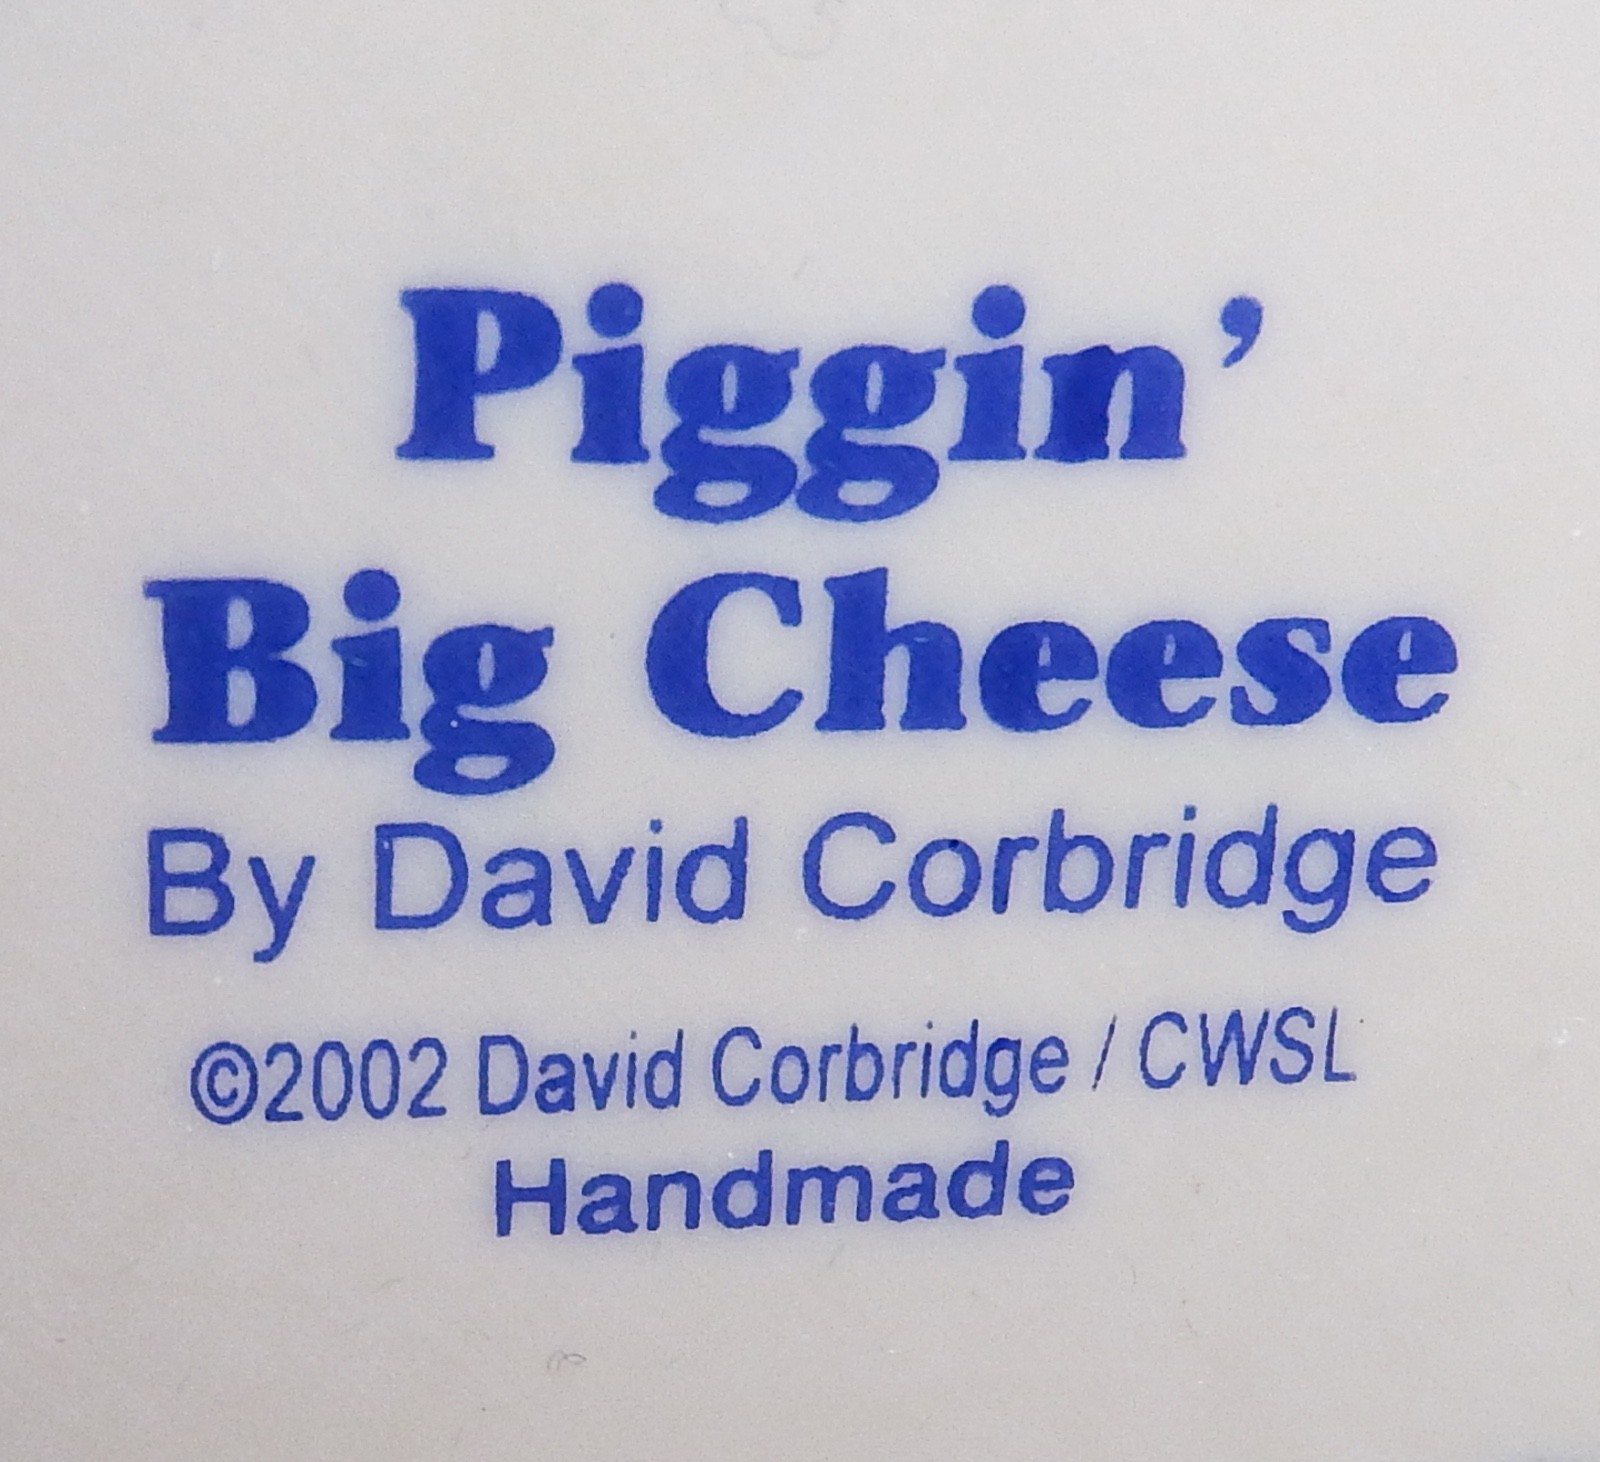 Piggin’
Big Cheese
By David Corbridge
©2002 David Corbridge / CWSL
Handmade